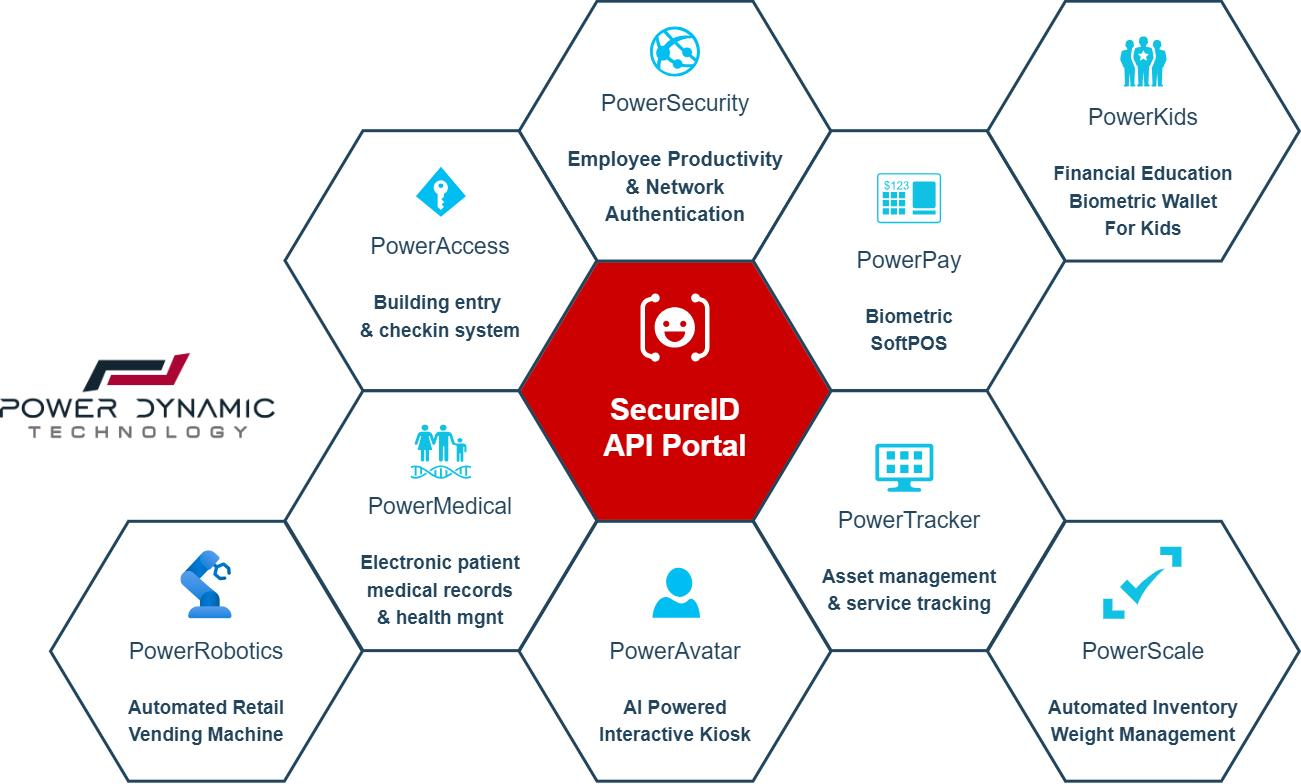 PowerSecurity
Employee Productivity
& Network
Authentication
PowerKids
Financial Education
Biometric Wallet
For Kids
PowerAccess
Building entry
& checkin system
$123
PowerPay
Biometric
SoftPOS
POWER DYNAMIC
TECHNOLOGY
SecureID
API Portal
PowerMedical
Electronic patient
medical records
& health mgnt
PowerTracker
Asset management
& service tracking
PowerRobotics
Automated Retail
Vending Machine
PowerAvatar
AI Powered
Interactive Kiosk
PowerScale
Automated Inventory
Weight Management